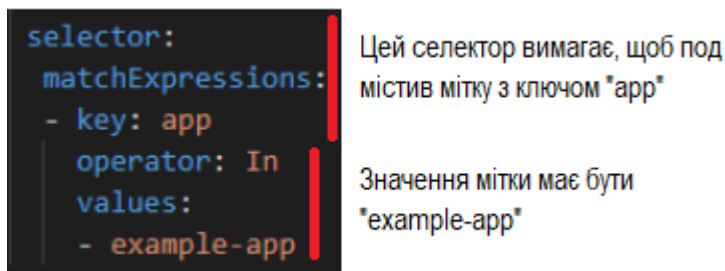 selector:
matchExpressions:
- key: app
operator: In
values:
- example-app
Цей селектор вимагає, щоб под
містив мітку з ключом "app"
Значення мітки має бути
"example-app"